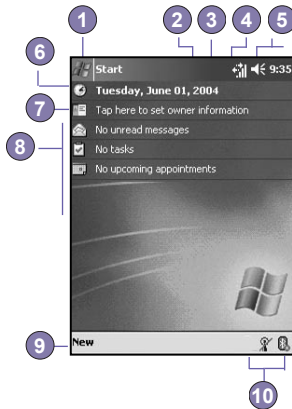 1 2 3 4 5
6 Start 9:35
Tuesday, June 01, 2004
7 Tap here to set owner information
8 No unread messages
No tasks
No upcoming appointments
9 New
10